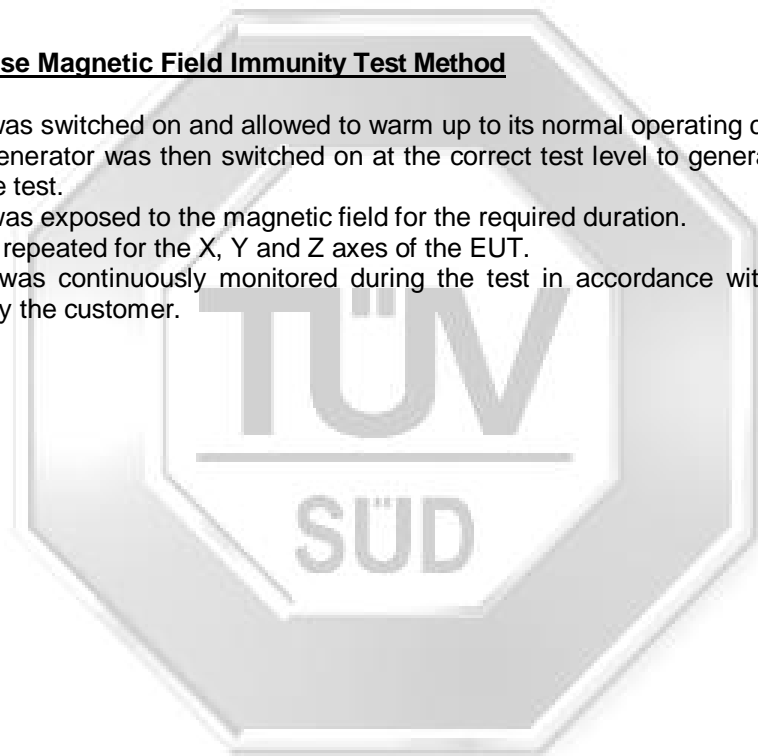 se Magnetic Field Immunity Test Method
was switched on and allowed to warm up to its normal operating
enerator was then switched on at the correct test level to gener
e test.
was exposed to the magnetic field for the required duration.
repeated for the X, Y and Z axes of the EUT.
was continuously monitored during the test in accordance wit
y the customer.
TÜV
SÜD